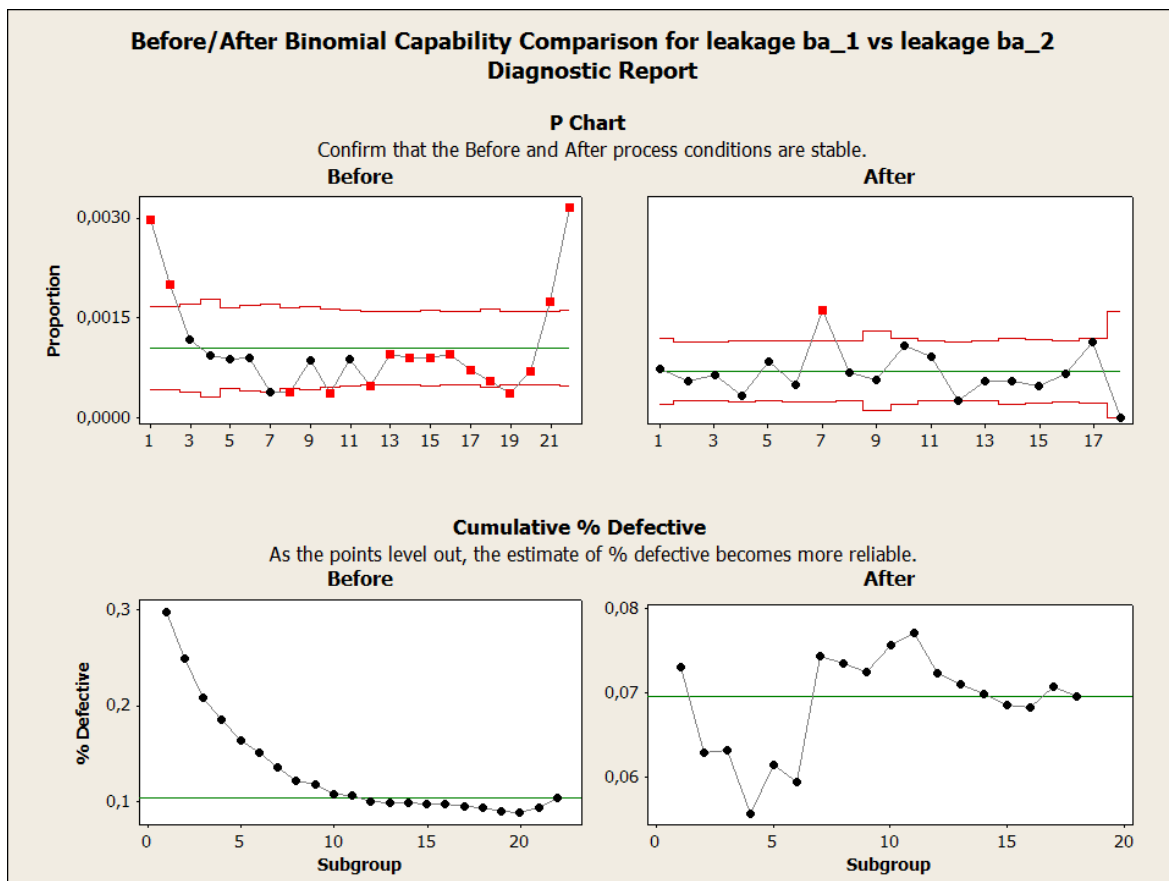 Before/After Binomial Capability Comparison for leakage ba_1 vs leakage ba_2
Diagnostic Report
P Chart
Confirm that the Before and After process conditions are stable.
Before
After
Proportion
0,0030
0,0015
0,0000
1 3 5 7 9 11 13 15 17 19 21
1 3 5 7 9 11 13 15 17
Cumulative % Defective
As the points level out, the estimate of % defective becomes more reliable.
Before
After
% Defective
0,3
0,2
0,1
0 5 10 15 20
Subgroup
0,08
0,07
0,06
0 5 10 15 20
Subgroup